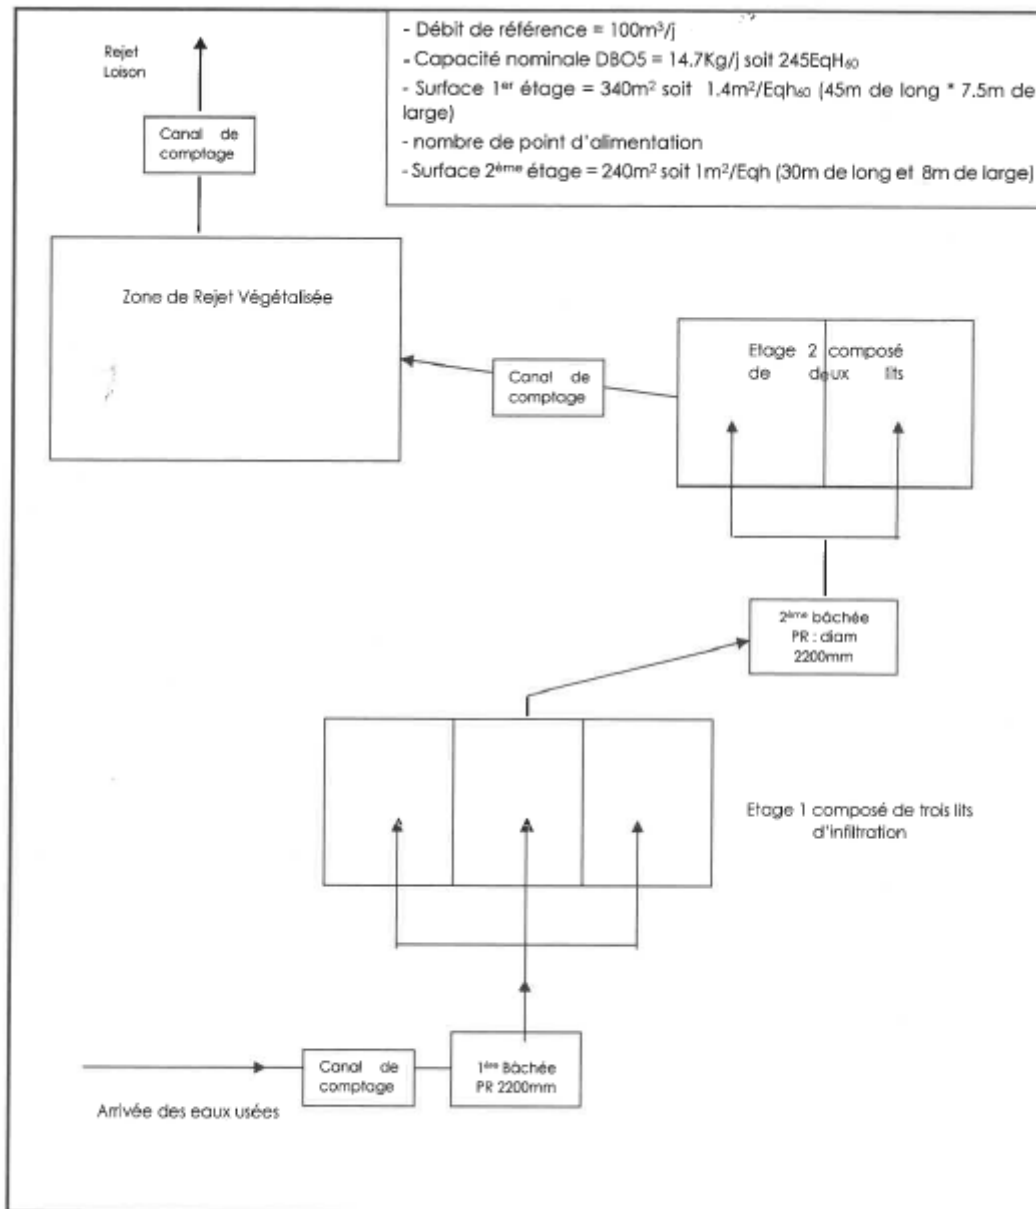 - Débit de référence = 100m³/j
- Capacité nominale DBO5 = 14.7Kg/j soit 245EqH₆₀
- Surface 1ᵉʳ étage = 340m² soit 1.4m²/Eqh₆₀ (45m de long * 7.5m de
large)
- nombre de point d'alimentation
- Surface 2ᵉᵐᵉ étage = 240m² soit 1m²/Eqh (30m de long et 8m de large)
Rejet
Loison
Canal de
comptage
Zone de Rejet Végétalisée
Etage 2 composé
de deux lits
Canal de
comptage
2ᵉᵐᵉ bâchée
PR : diam
2200mm
Etage 1 composé de trois lits
d'infiltration
Canal de
comptage
1ᵉʳᵉ Bâchée
PR 2200mm
Arrivée des eaux usées